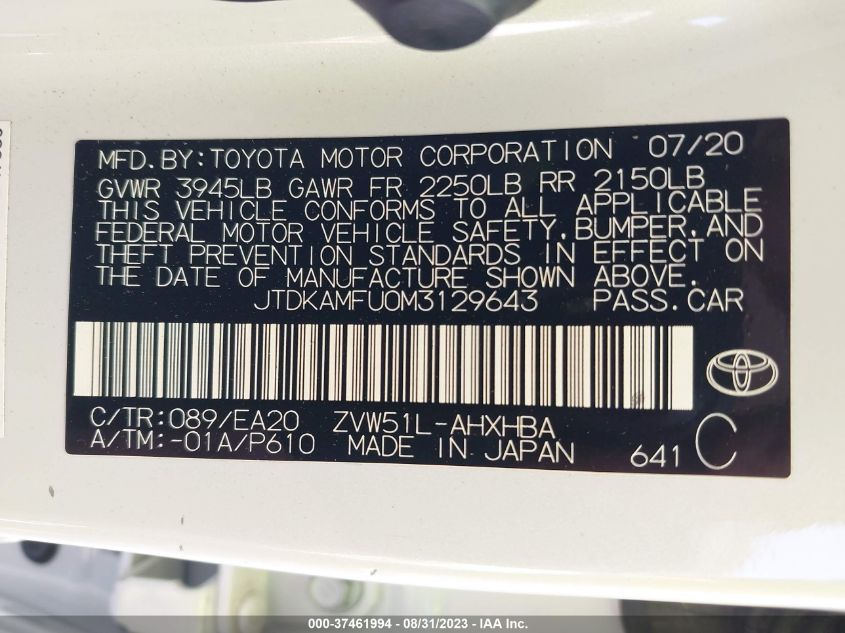 MFD.BY:TOYOTA MOTOR CORPORATION 07/20
GVWR 3945LB GAWR FR 2250LB RR 2150LB
THIS VEHICLE CONFORMS TO ALL APPLICABLE
FEDERAL MOTOR VEHICLE SAFETY,BUMPER,AND
THEFT PREVENTION STANDARDS IN EFFECT ON
THE DATE OF MANUFACTURE SHOWN ABOVE.
JTDKAMFU0M3129643 PASS.CAR
C/TR:089/EA20 ZVW51L-AHXHBA
A/TM:-01A/P610 MADE IN JAPAN 641 C
000-37461994 - 08/31/2023 - IAA Inc.